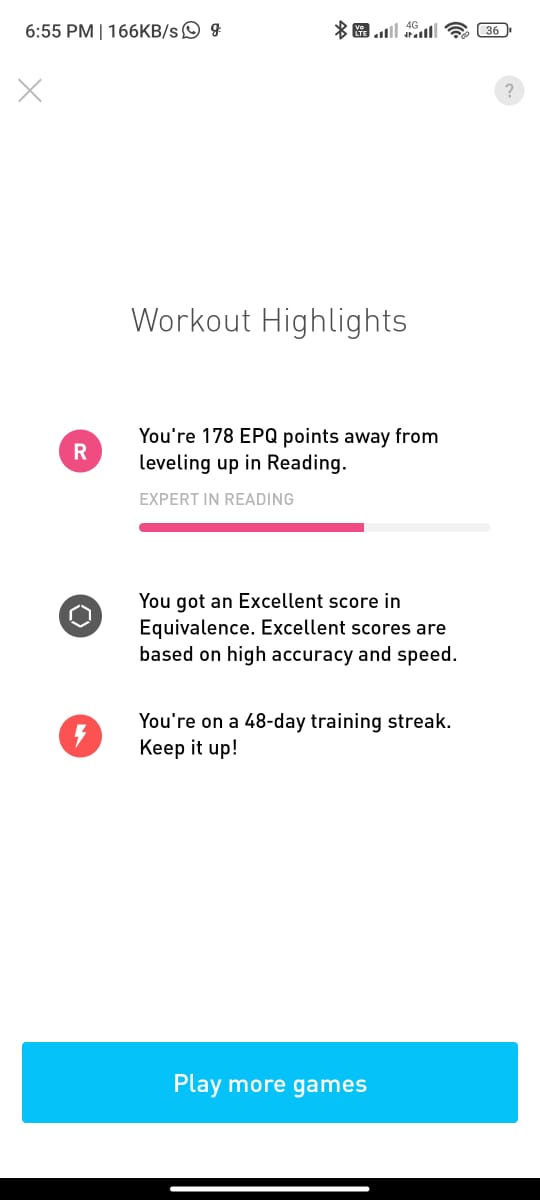 6:55 PM | 166KB/s
Vo LTE
4G
36
?
Workout Highlights
R
You're 178 EPQ points away from
leveling up in Reading.
EXPERT IN READING
You got an Excellent score in
Equivalence. Excellent scores are
based on high accuracy and speed.
You're on a 48-day training streak.
Keep it up!
Play more games